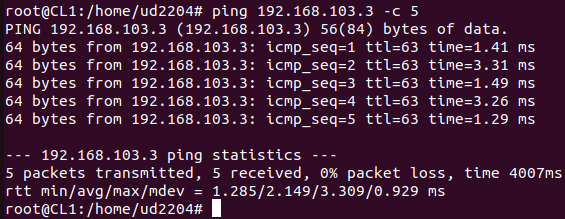 root@CL1:/home/ud2204# ping 192.168.103.3 -c 5
PING 192.168.103.3 (192.168.103.3) 56(84) bytes of data.
64 bytes from 192.168.103.3: icmp_seq=1 ttl=63 time=1.41 ms
64 bytes from 192.168.103.3: icmp_seq=2 ttl=63 time=3.31 ms
64 bytes from 192.168.103.3: icmp_seq=3 ttl=63 time=1.49 ms
64 bytes from 192.168.103.3: icmp_seq=4 ttl=63 time=3.26 ms
64 bytes from 192.168.103.3: icmp_seq=5 ttl=63 time=1.29 ms

--- 192.168.103.3 ping statistics ---
5 packets transmitted, 5 received, 0% packet loss, time 4007ms
rtt min/avg/max/mdev = 1.285/2.149/3.309/0.929 ms
root@CL1:/home/ud2204#